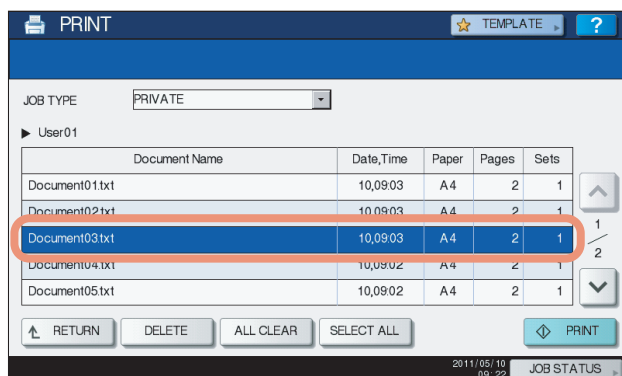 PRINT TEMPLATE ?
JOB TYPE PRIVATE
User01
Document Name Date,Time Paper Pages Sets
Document01.txt 10,09:03 A4 2 1
Document02.txt 10,09:03 A4 2 1
Document03.txt 10,09:03 A4 2 1
Document04.txt 10,09:02 A4 2 1
Document05.txt 10,09:02 A4 2 1
1
2
RETURN DELETE ALL CLEAR SELECT ALL PRINT
2011/05/10
09:22 JOB STATUS